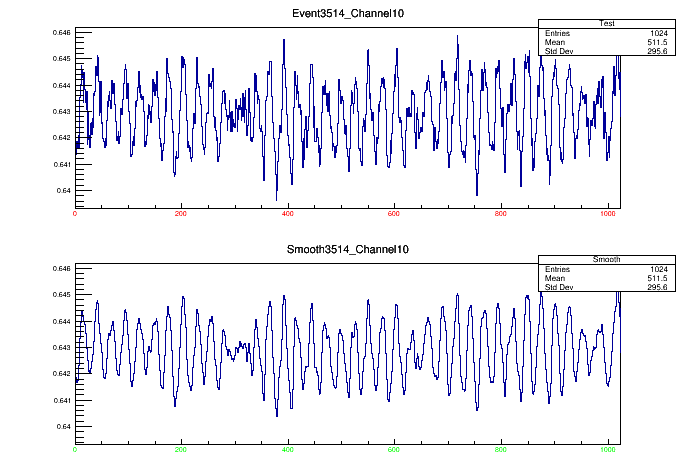 Event3514_Channel10
Test
Entries 1024
Mean 511.5
Std Dev 295.6
0.646
0.645
0.644
0.643
0.642
0.641
0.64
0 200 400 600 800 1000
Smooth3514_Channel10
Smooth
Entries 1024
Mean 511.5
Std Dev 295.6
0.646
0.645
0.644
0.643
0.642
0.641
0.64
0 200 400 600 800 1000